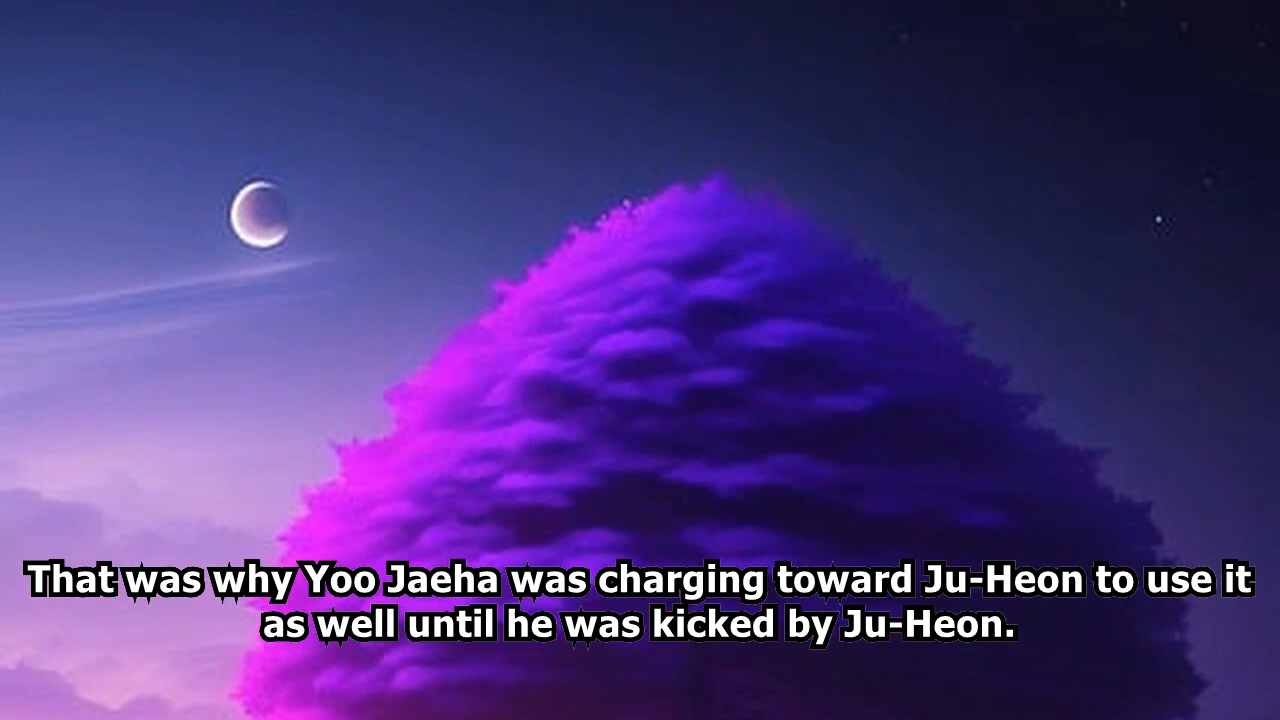 That was why Yoo Jaeha was charging toward Ju-Heon to use it
as well until he was kicked by Ju-Heon.